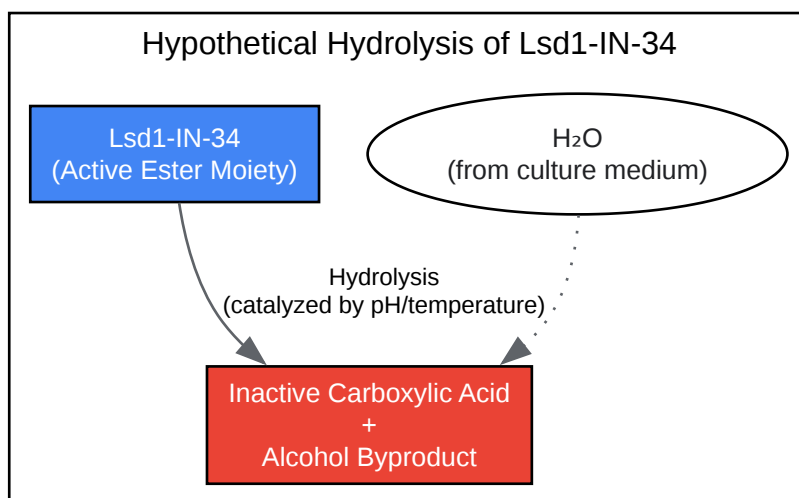 Hypothetical Hydrolysis of Lsd1-IN-34
Lsd1-IN-34
(Active Ester Moiety)
H₂O
(from culture medium)
Hydrolysis
(catalyzed by pH/temperature)
Inactive Carboxylic Acid
+
Alcohol Byproduct